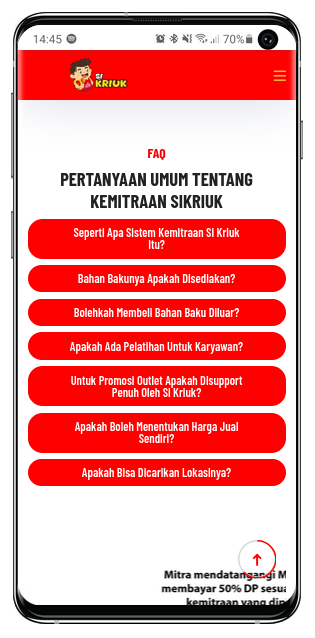 14:45
70%
SI
KRIUK
FAQ
PERTANYAAN UMUM TENTANG
KEMITRAAN SIKRIUK
Seperti Apa Sistem Kemitraan Si Kriuk
Itu?
Bahan Bakunya Apakah Disediakan?
Bolehkah Membeli Bahan Baku Diluar?
Apakah Ada Pelatihan Untuk Karyawan?
Untuk Promosi Outlet Apakah Disupport
Penuh Oleh Si Kriuk?
Apakah Boleh Menentukan Harga Jual
Sendiri?
Apakah Bisa Dicarikan Lokasinya?
Mitra mendatangangi M
membayar 50% DP sesua
kemitraan yang dip